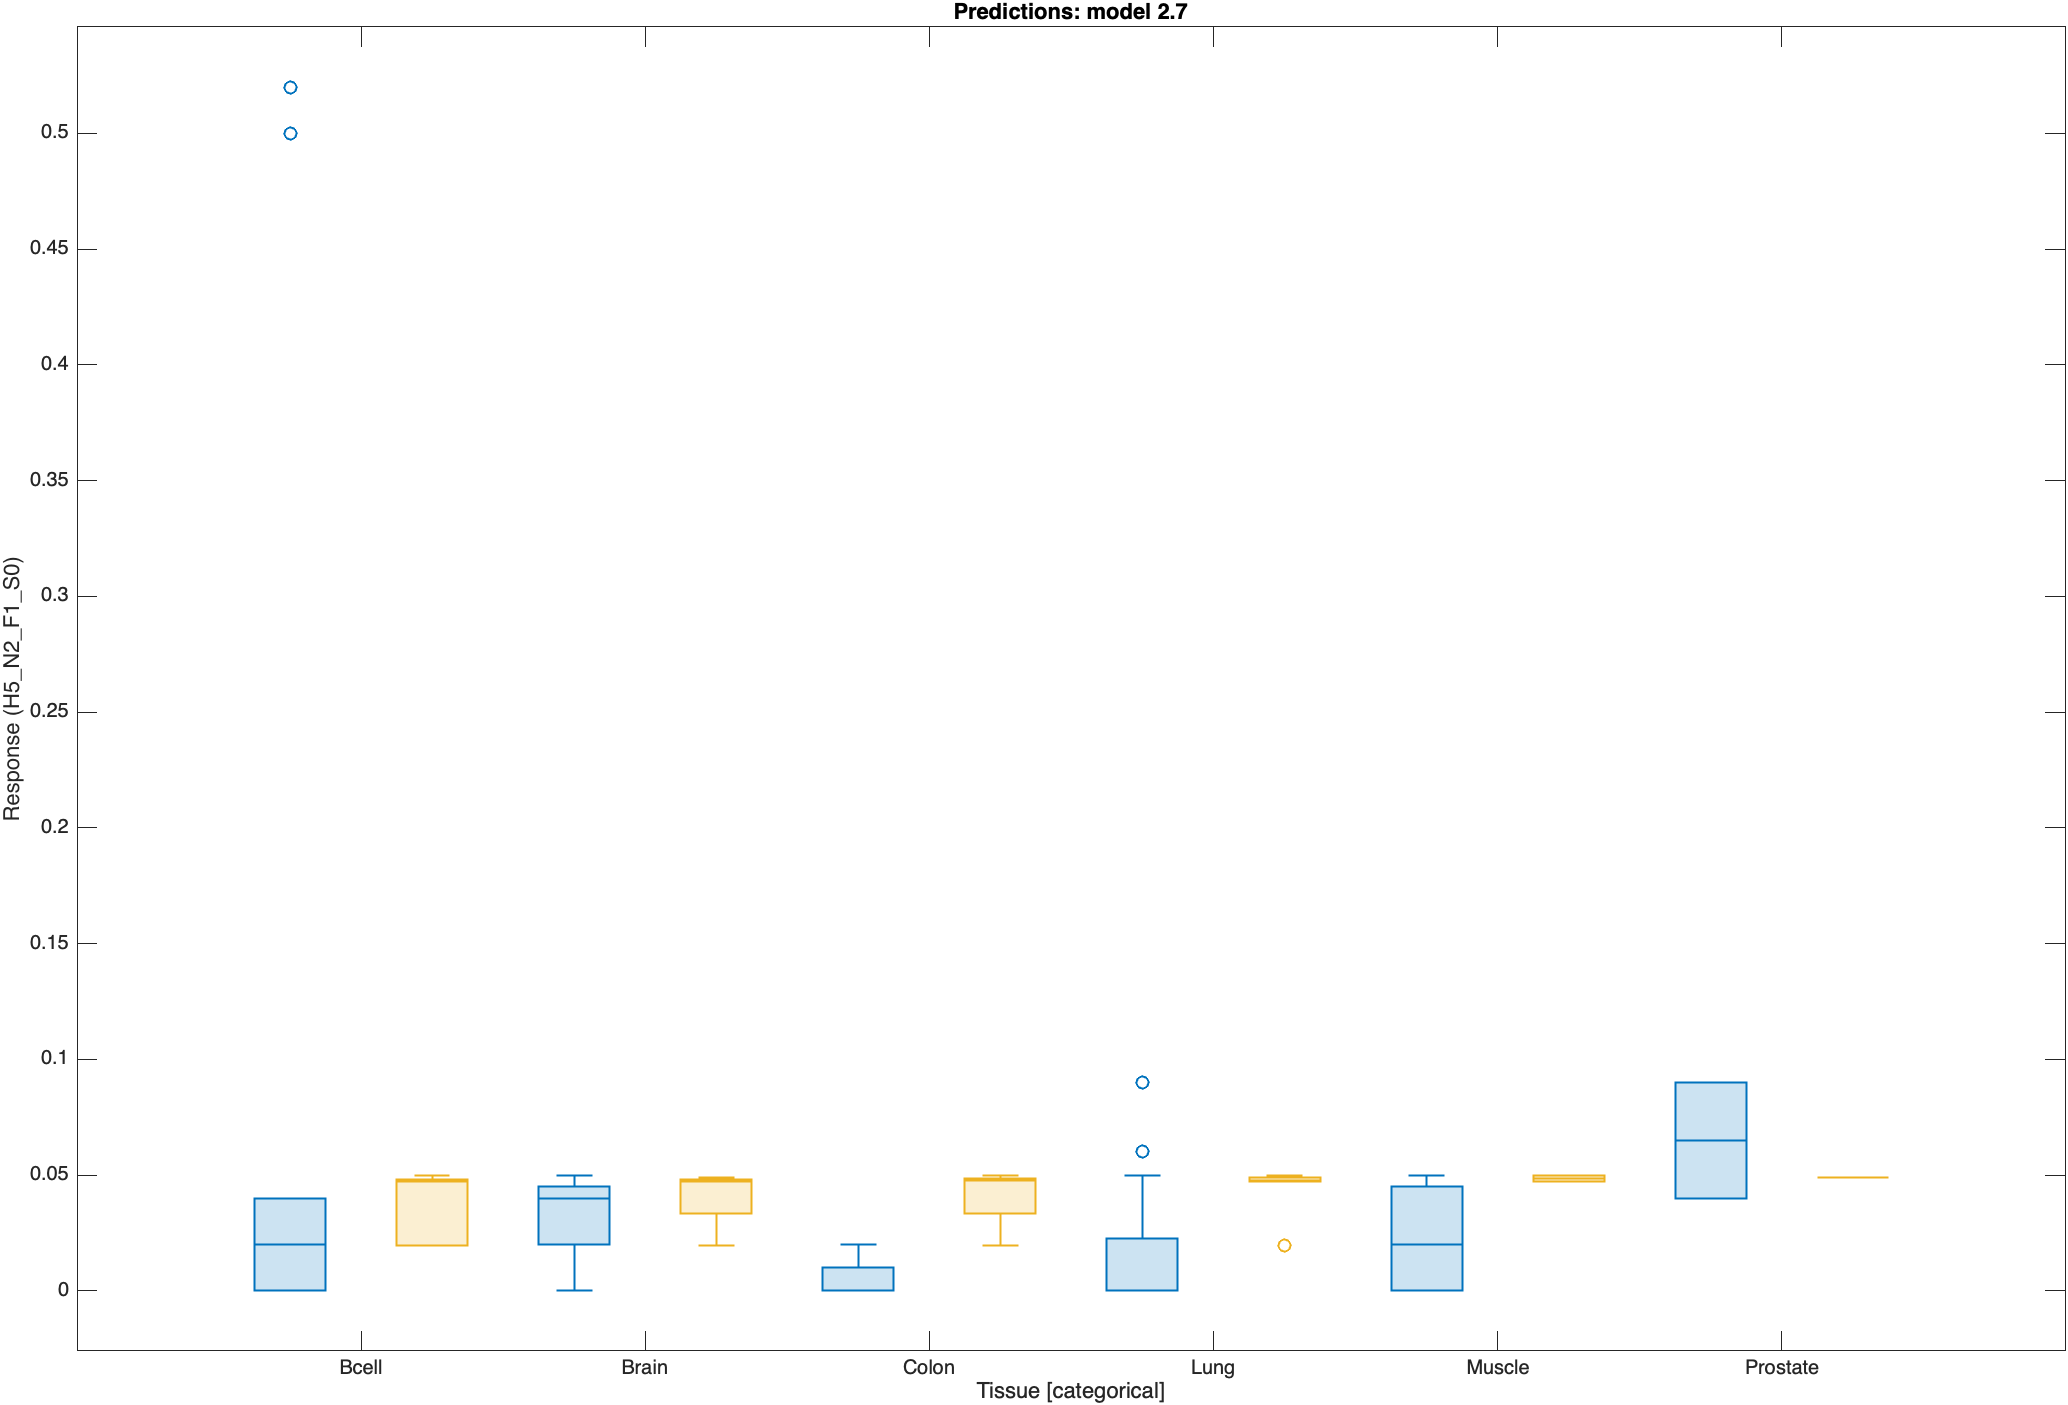 Predictions: model 2.7
Response (H5_N2_F1_S0)
0.5
0.45
0.4
0.35
0.3
0.25
0.2
0.15
0.1
0.05
0
Bcell Brain Colon Lung Muscle Prostate
Tissue [categorical]